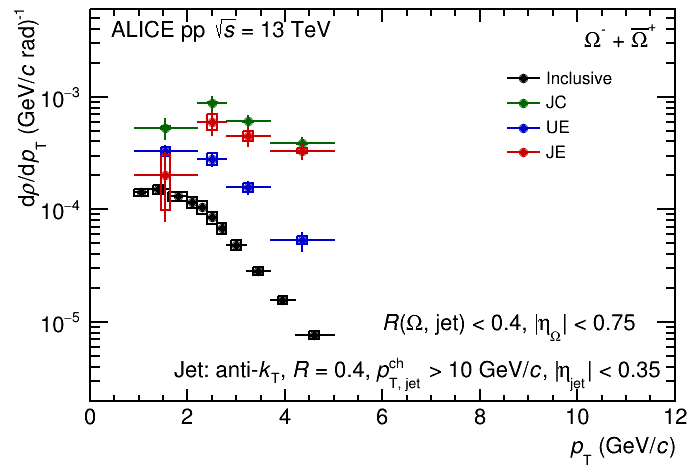 ALICE pp √s = 13 TeV
Ω⁻ + Ω̅⁺
Inclusive
JC
UE
JE
dρ/dp_T (GeV/c rad)⁻¹
10⁻³
10⁻⁴
10⁻⁵
R(Ω, jet) < 0.4, |η_Ω| < 0.75
Jet: anti-k_T, R = 0.4, p_T, jet^ch > 10 GeV/c, |η_jet| < 0.35
0 2 4 6 8 10 12
p_T (GeV/c)